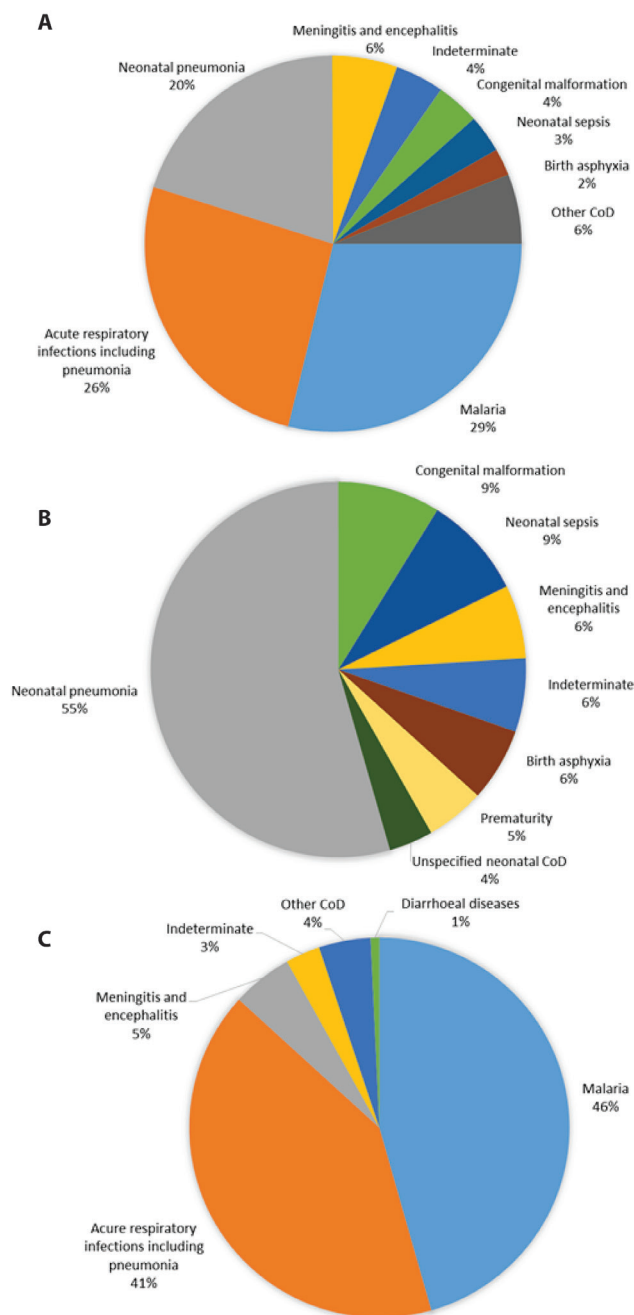 A
Meningitis and encephalitis
6%
Indeterminate
4%
Congenital malformation
4%
Neonatal sepsis
3%
Birth asphyxia
2%
Other CoD
6%
Malaria
29%
Acute respiratory
infections including
pneumonia
26%
Neonatal pneumonia
20%
B
Congenital malformation
9%
Neonatal sepsis
9%
Meningitis and
encephalitis
6%
Indeterminate
6%
Birth asphyxia
6%
Prematurity
5%
Unspecified neonatal CoD
4%
Neonatal pneumonia
55%
C
Diarrhoeal diseases
1%
Malaria
46%
Acure respiratory
infections including
pneumonia
41%
Meningitis and
encephalitis
5%
Indeterminate
3%
Other CoD
4%